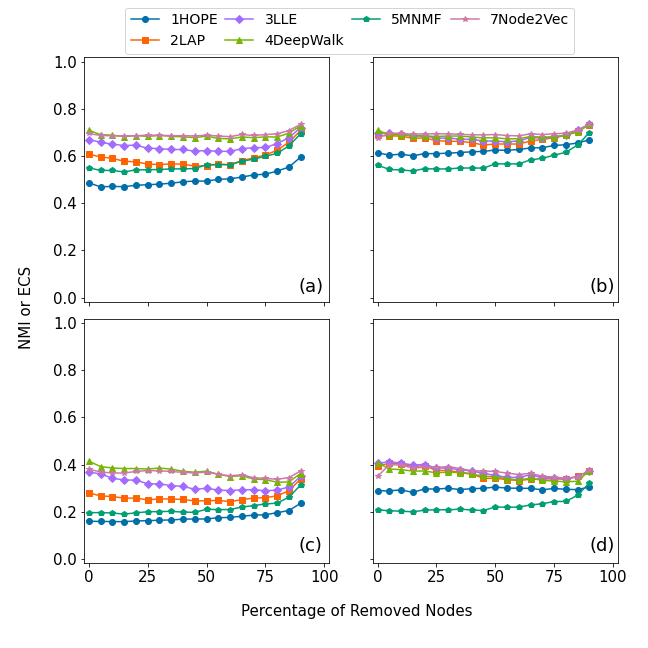 1HOPE 3LLE 5MNMF 7Node2Vec
2LAP 4DeepWalk
1.0
0.8
0.6
0.4
0.2
0.0
(a)
(b)
NMI or ECS
1.0
0.8
0.6
0.4
0.2
0.0
(c)
(d)
0 25 50 75 100
0 25 50 75 100
Percentage of Removed Nodes